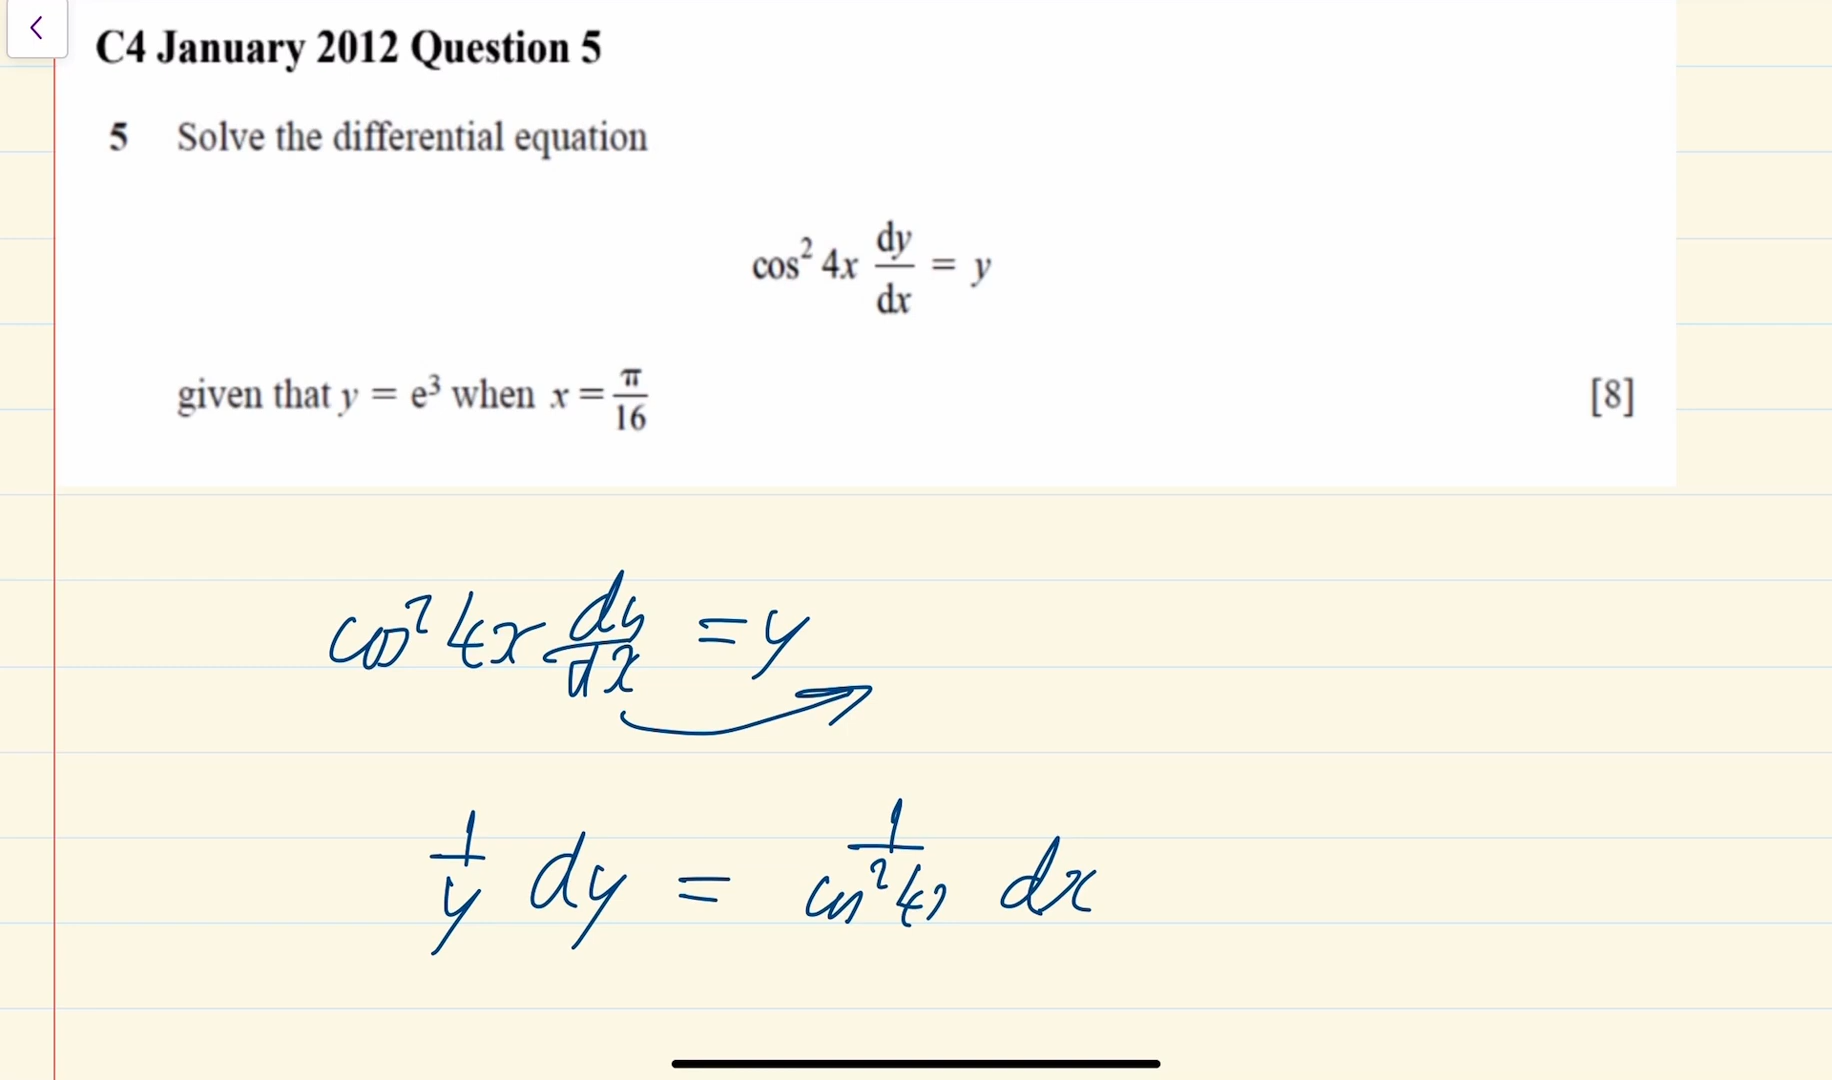 C4 January 2012 Question 5
5 Solve the differential equation
cos² 4x dy/dx = y
given that y = e³ when x = π/16 [8]
cos² 4x dy/dx = y
1/y dy = 1/cos² 4x dx